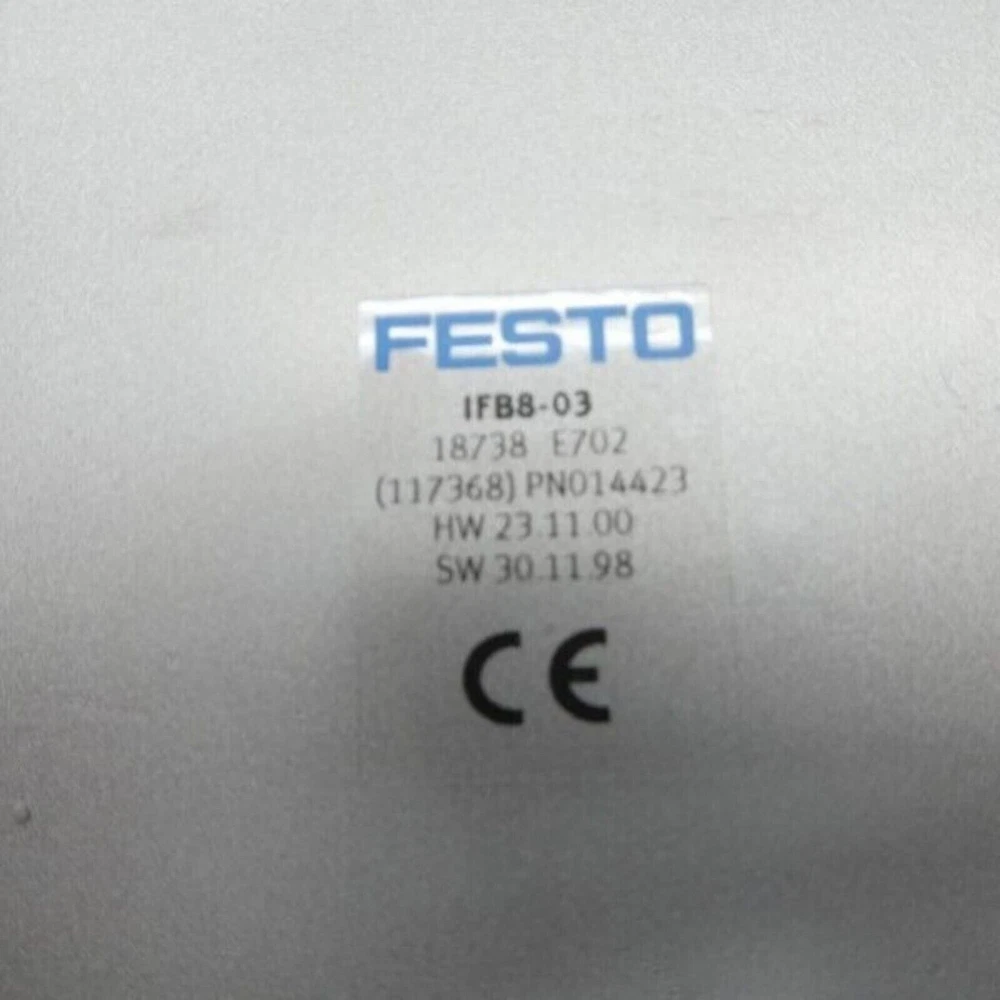 FESTO
IFB8-03
18738 E702
(117368) PN014423
HW 23.11.00
SW 30.11.98
CE